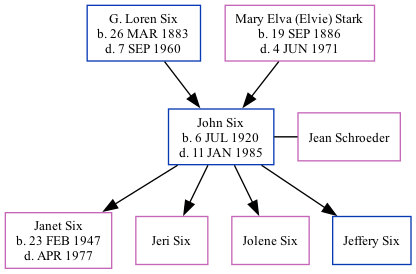 G. Loren Six
b. 26 MAR 1883
d. 7 SEP 1960
Mary Elva (Elvie) Stark
b. 19 SEP 1886
d. 4 JUN 1971
John Six
b. 6 JUL 1920
d. 11 JAN 1985
Jean Schroeder
Janet Six
b. 23 FEB 1947
d. APR 1977
Jeri Six
Jolene Six
Jeffery Six